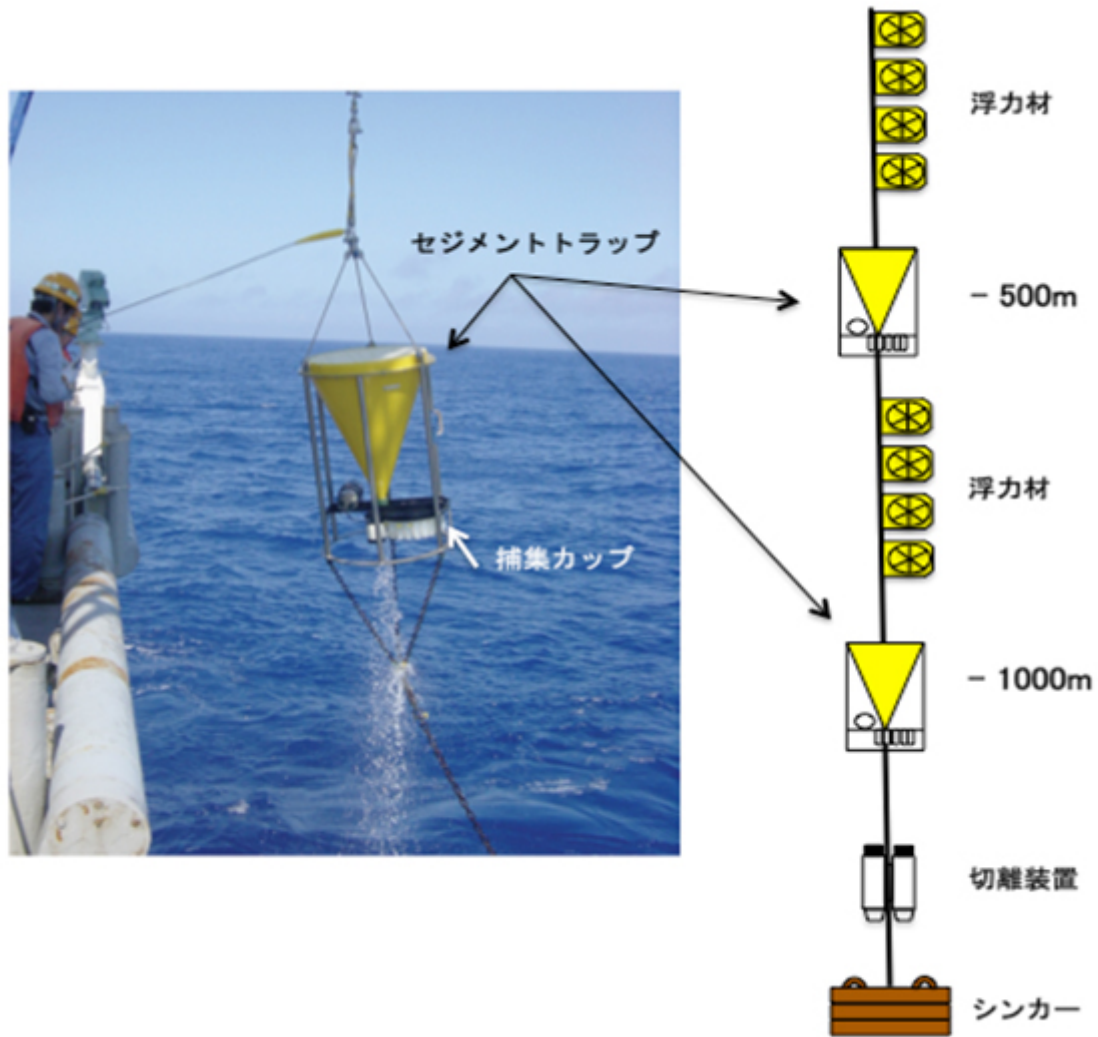 浮力材
セジメントトラップ
- 500m
浮力材
捕集カップ
- 1000m
切離装置
シンカー